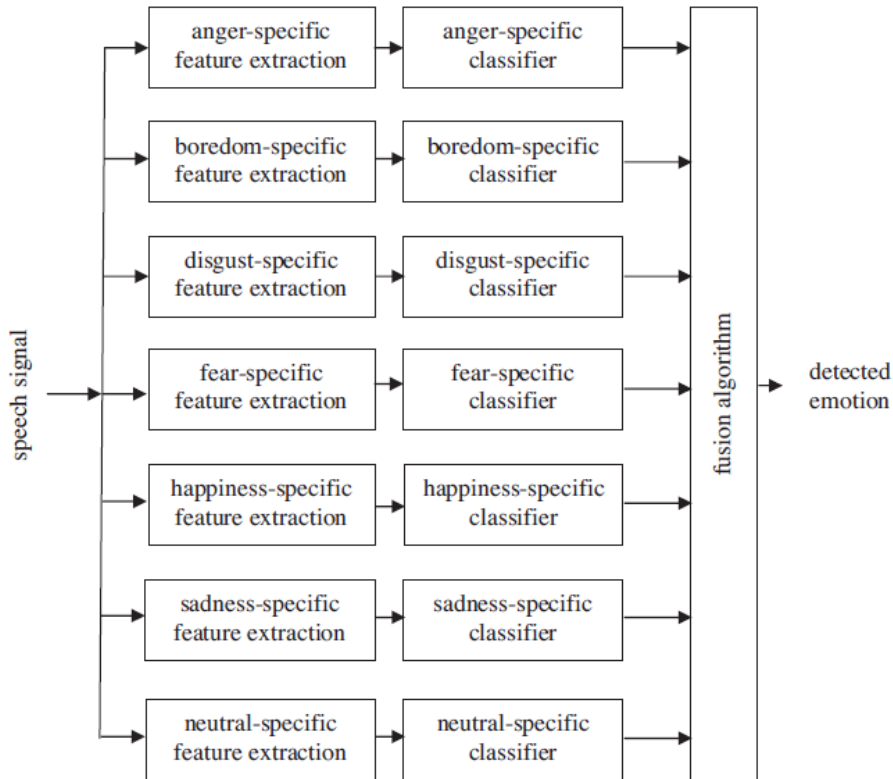 anger-specific
feature extraction
anger-specific
classifier
boredom-specific
feature extraction
boredom-specific
classifier
disgust-specific
feature extraction
disgust-specific
classifier
speech signal
fear-specific
feature extraction
fear-specific
classifier
fusion algorithm
detected
emotion
happiness-specific
feature extraction
happiness-specific
classifier
sadness-specific
feature extraction
sadness-specific
classifier
neutral-specific
feature extraction
neutral-specific
classifier